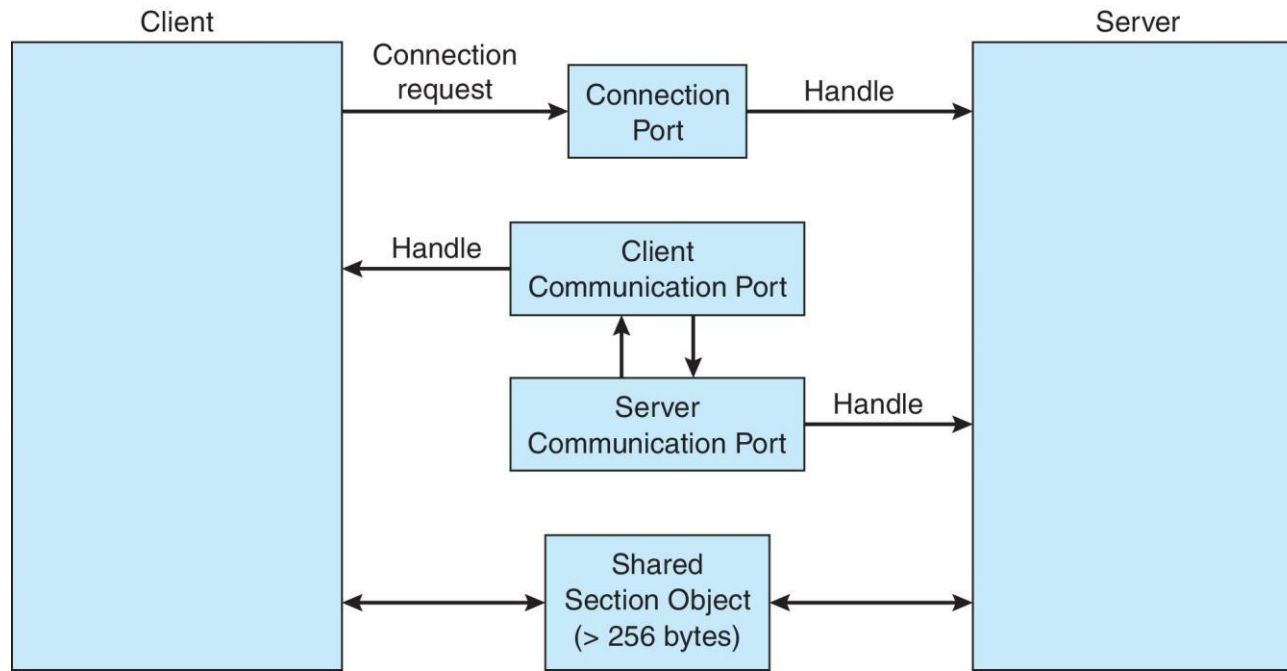 Client
Server
Connection
request
Connection
Port
Handle
Handle
Client
Communication Port
Server
Communication Port
Handle
Shared
Section Object
(> 256 bytes)